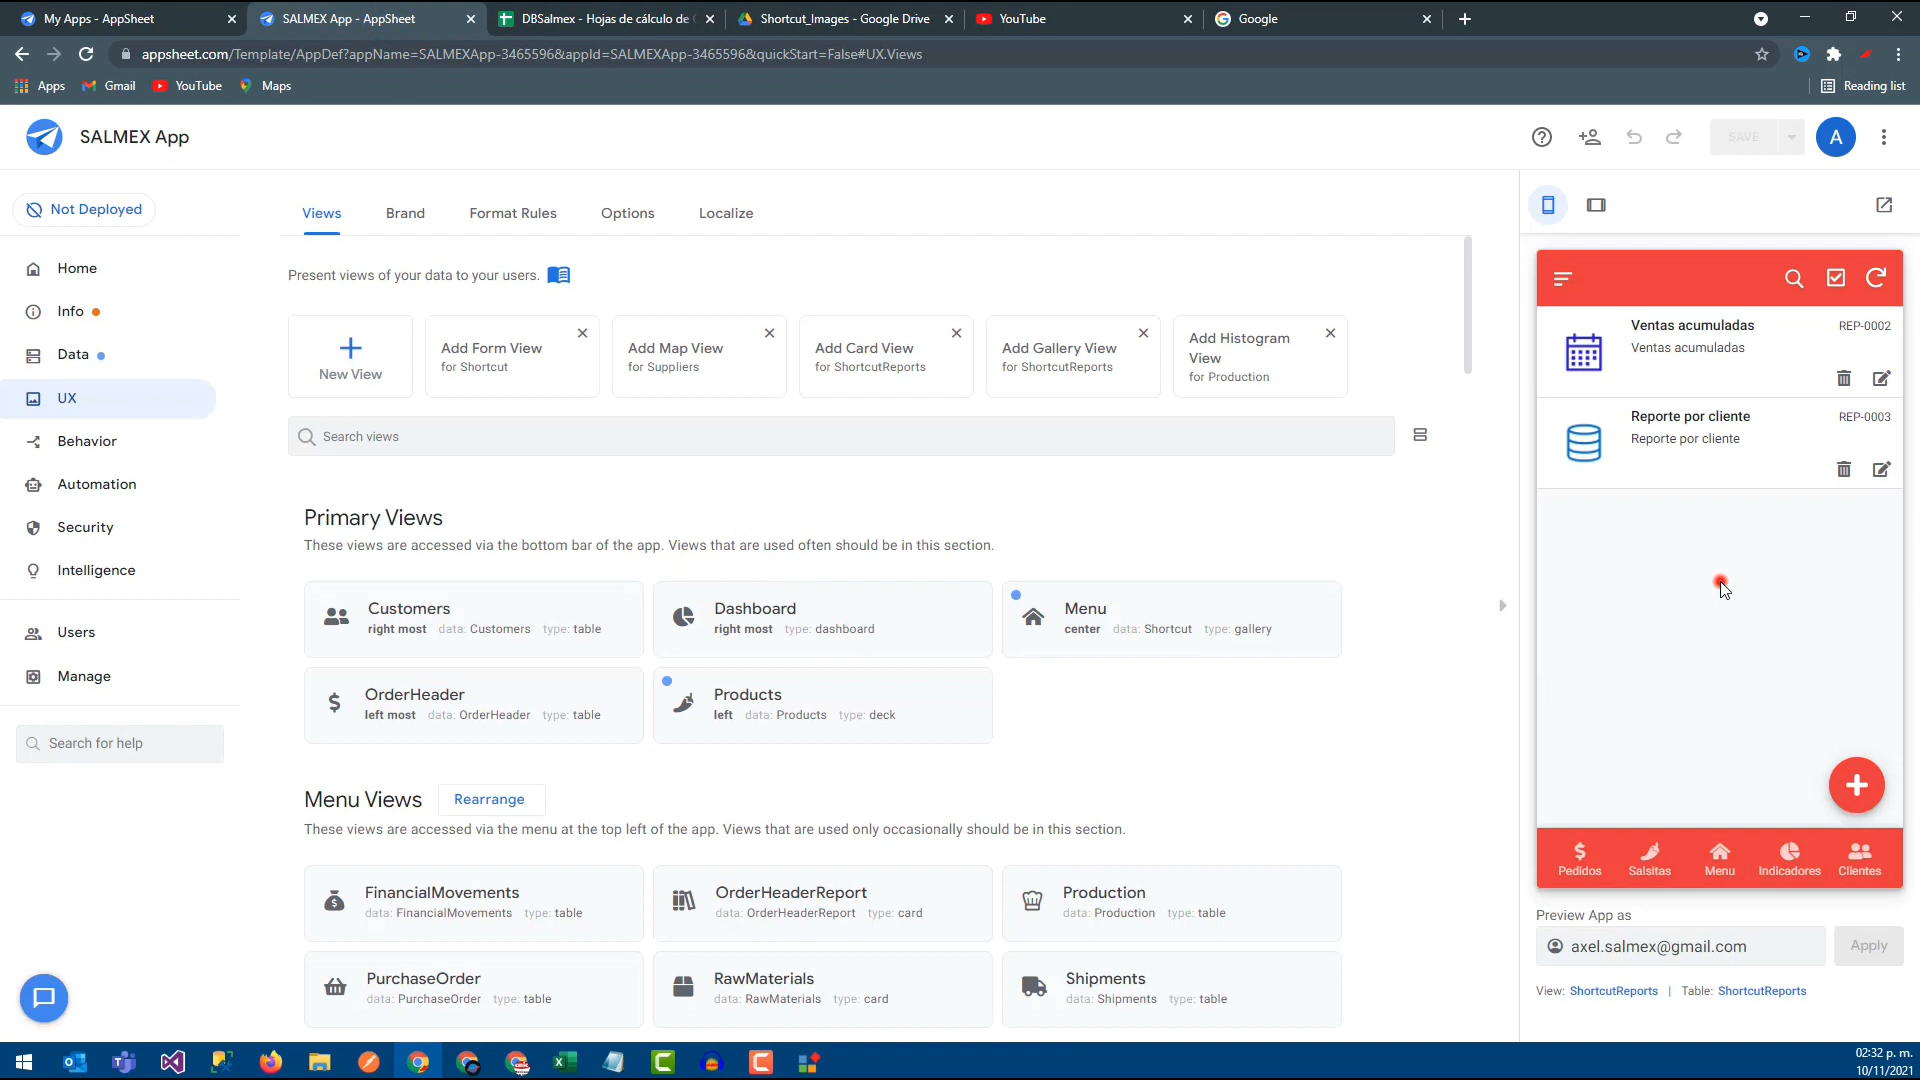 My Apps - AppSheet
SALMEX App - AppSheet
DBSalmex - Hojas de cálculo de
Shortcut_Images - Google Drive
YouTube
Google
appsheet.com/Template/AppDef?appName=SALMEXApp-3465596&appId=SALMEXApp-3465596&quickStart=False#UX.Views
Apps
Gmail
YouTube
Maps
Reading list
SALMEX App
SAVE
A
Not Deployed
Home
Info
Data
UX
Behavior
Automation
Security
Intelligence
Users
Manage
Search for help
Views
Brand
Format Rules
Options
Localize
Present views of your data to your users.
New View
Add Form View
for Shortcut
Add Map View
for Suppliers
Add Card View
for ShortcutReports
Add Gallery View
for ShortcutReports
Add Histogram
View
for Production
Search views
Primary Views
These views are accessed via the bottom bar of the app. Views that are used often should be in this section.
Customers
right most data: Customers type: table
Dashboard
right most type: dashboard
Menu
center data: Shortcut type: gallery
OrderHeader
left most data: OrderHeader type: table
Products
left data: Products type: deck
Menu Views
Rearrange
These views are accessed via the menu at the top left of the app. Views that are used only occasionally should be in this section.
FinancialMovements
data: FinancialMovements type: table
OrderHeaderReport
data: OrderHeaderReport type: card
Production
data: Production type: table
PurchaseOrder
data: PurchaseOrder type: table
RawMaterials
data: RawMaterials type: card
Shipments
data: Shipments type: table
Ventas acumuladas
REP-0002
Ventas acumuladas
Reporte por cliente
REP-0003
Reporte por cliente
Pedidos
Salsitas
Menu
Indicadores
Clientes
Preview App as
axel.salmex@gmail.com
Apply
View: ShortcutReports | Table: ShortcutReports
02:32 p. m.
10/11/2021